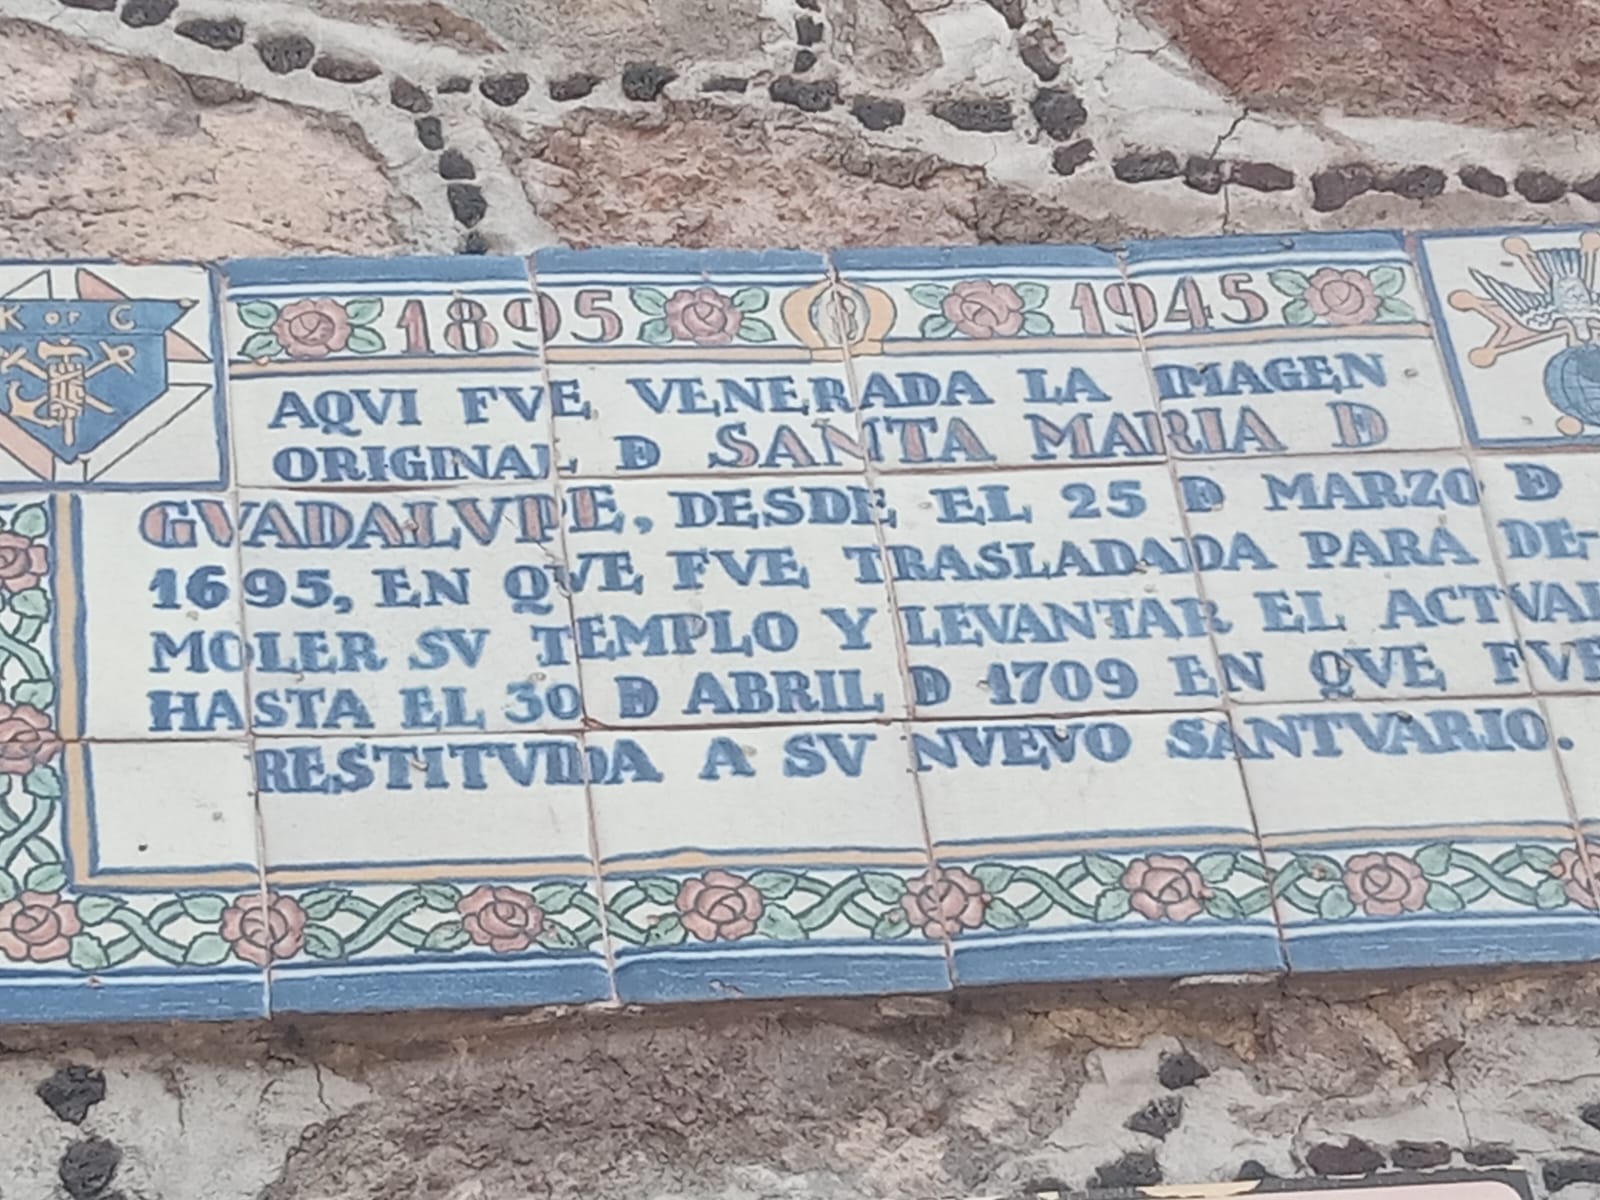 K OF C
1895 1945
AQVI FVE VENERADA LA IMAGEN
ORIGINAL D SANTA MARIA D
GVADALVPE, DESDE EL 25 D MARZO D
1695, EN QVE FVE TRASLADADA PARA DE-
MOLER SV TEMPLO Y LEVANTAR EL ACTVAL
HASTA EL 30 D ABRIL D 1709 EN QVE FVE
RESTITVIDA A SV NVEVO SANTVARIO.